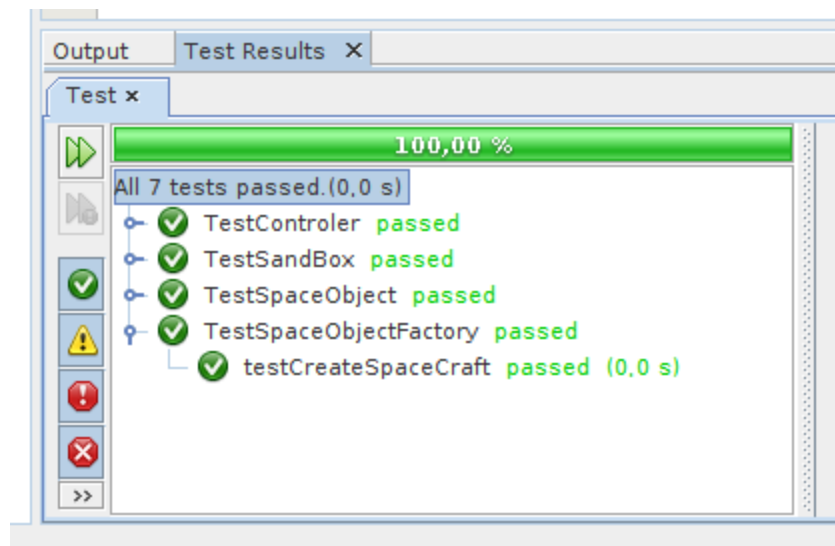 Output Test Results X
Test x
100,00 %
All 7 tests passed.(0,0 s)
TestControler passed
TestSandBox passed
TestSpaceObject passed
TestSpaceObjectFactory passed
testCreateSpaceCraft passed (0,0 s)
>>